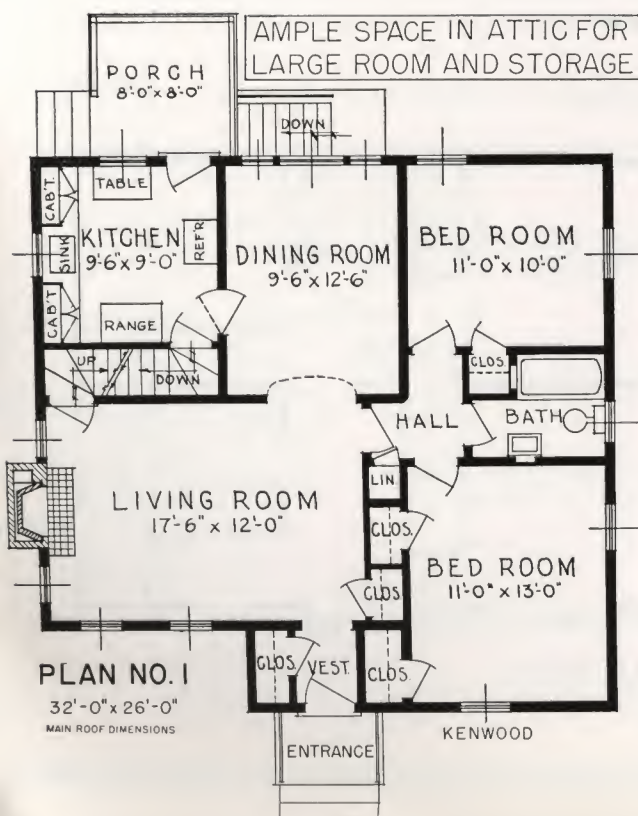 AMPLE SPACE IN ATTIC FOR
LARGE ROOM AND STORAGE
PORCH
8'-0" x 8'-0"
DOWN
TABLE
CAB'T.
SINK
CAB'T
KITCHEN
9'-6" x 9'-0"
REFR.
RANGE
DINING ROOM
9'-6" x 12'-6"
BED ROOM
11'-0" x 10'-0"
UP
DOWN
CLOS.
HALL
BATH
LIN.
LIVING ROOM
17'-6" x 12'-0"
CLOS.
CLOS.
BED ROOM
11'-0" x 13'-0"
CLOS.
VEST.
CLOS.
PLAN NO. 1
32'-0" x 26'-0"
MAIN ROOF DIMENSIONS
ENTRANCE
KENWOOD